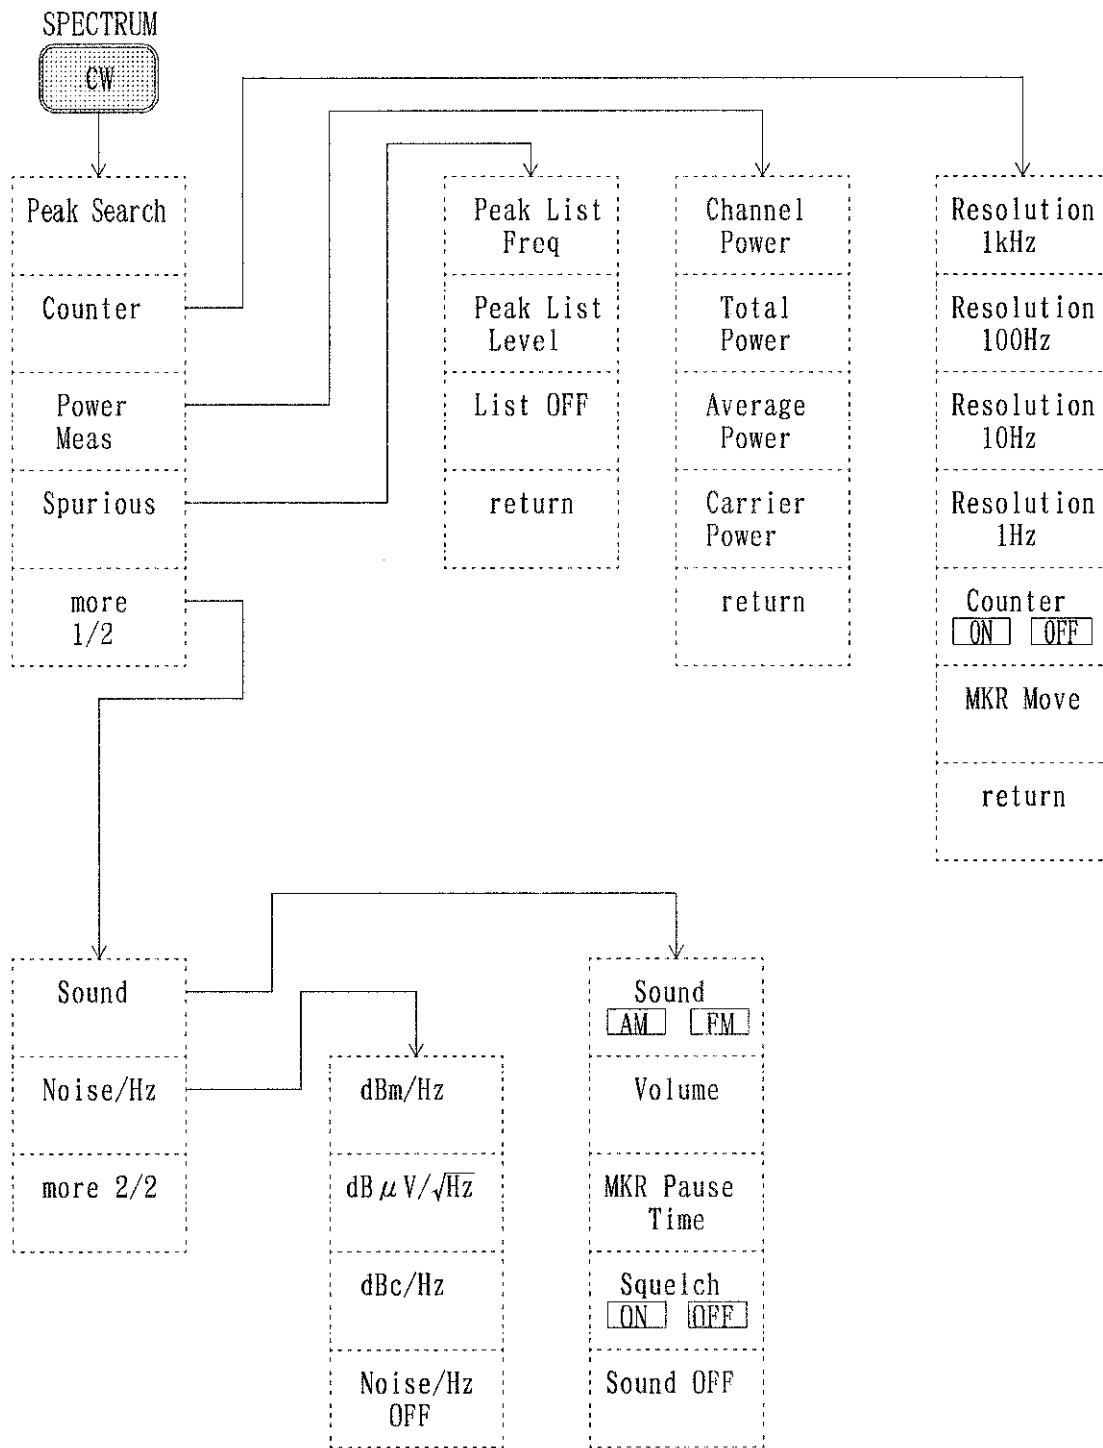 SPECTRUM
CW
Peak Search
Counter
Power
Meas
Spurious
more
1/2
Peak List
Freq
Peak List
Level
List OFF
return
Channel
Power
Total
Power
Average
Power
Carrier
Power
return
Resolution
1kHz
Resolution
100Hz
Resolution
10Hz
Resolution
1Hz
Counter
ON OFF
MKR Move
return
Sound
Noise/Hz
more 2/2
dBm/Hz
dBμV/√Hz
dBc/Hz
Noise/Hz
OFF
Sound
AM FM
Volume
MKR Pause
Time
Squelch
ON OFF
Sound OFF